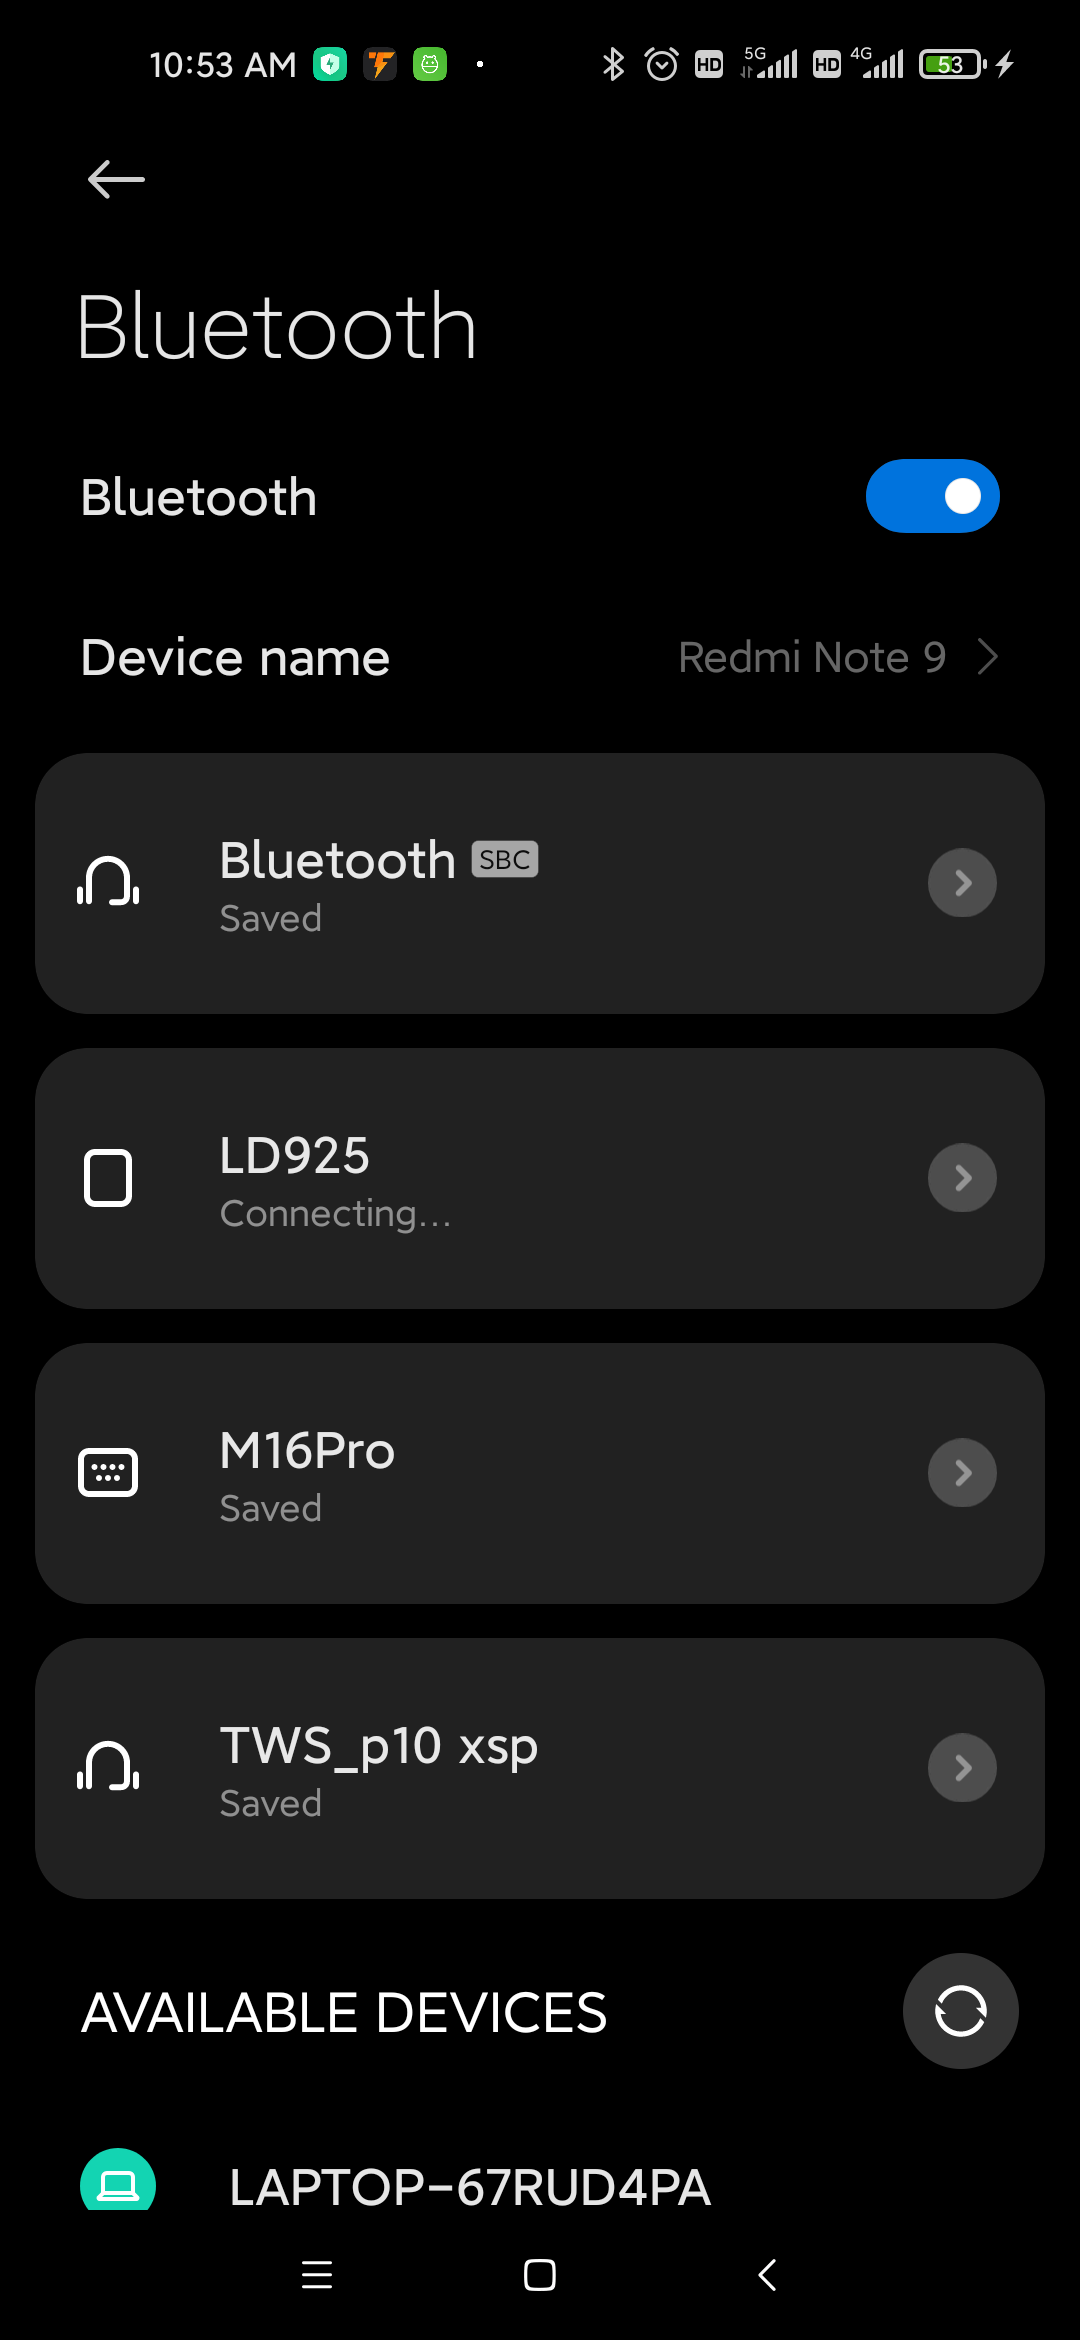 10:53 AM HD 5G HD 4G 53
Bluetooth
Bluetooth
Device name Redmi Note 9
Bluetooth SBC
Saved
LD925
Connecting...
M16Pro
Saved
TWS_p10 xsp
Saved
AVAILABLE DEVICES
LAPTOP-67RUD4PA